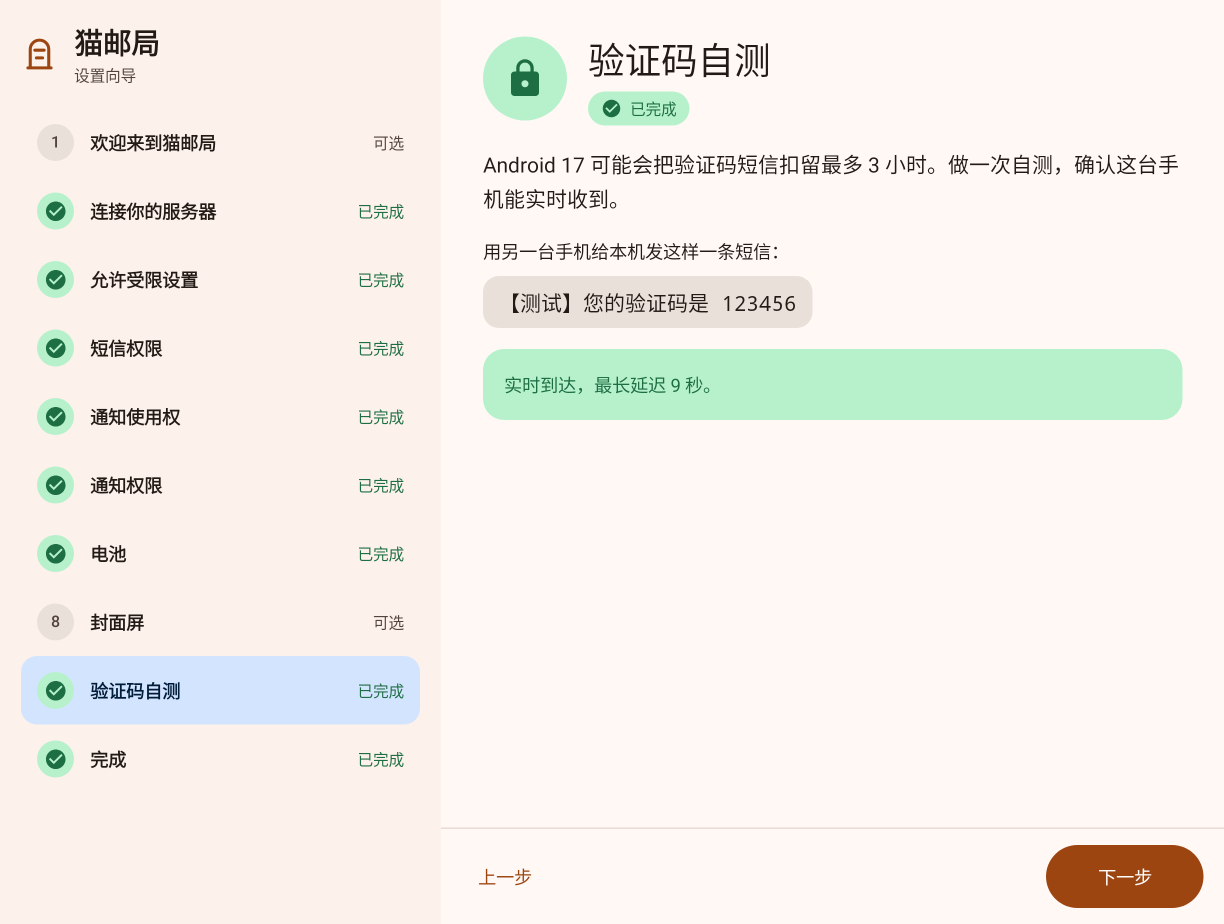 猫邮局
设置向导
1 欢迎来到猫邮局 可选
连接你的服务器 已完成
允许受限设置 已完成
短信权限 已完成
通知使用权 已完成
通知权限 已完成
电池 已完成
8 封面屏 可选
验证码自测 已完成
完成 已完成
验证码自测
已完成
Android 17 可能会把验证码短信扣留最多 3 小时。做一次自测，确认这台手
机能实时收到。
用另一台手机给本机发这样一条短信：
【测试】您的验证码是 123456
实时到达，最长延迟 9 秒。
上一步
下一步